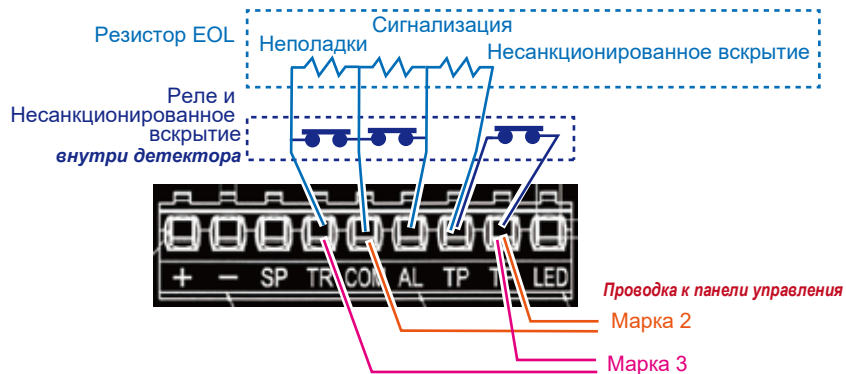 Резистор EOL
Сигнализация
Неполадки
Несанкционированное вскрытие
Реле и
Несанкционированное
вскрытие
внутри детектора
+ − SP TR COM AL TP TP LED
Проводка к панели управления
Марка 2
Марка 3